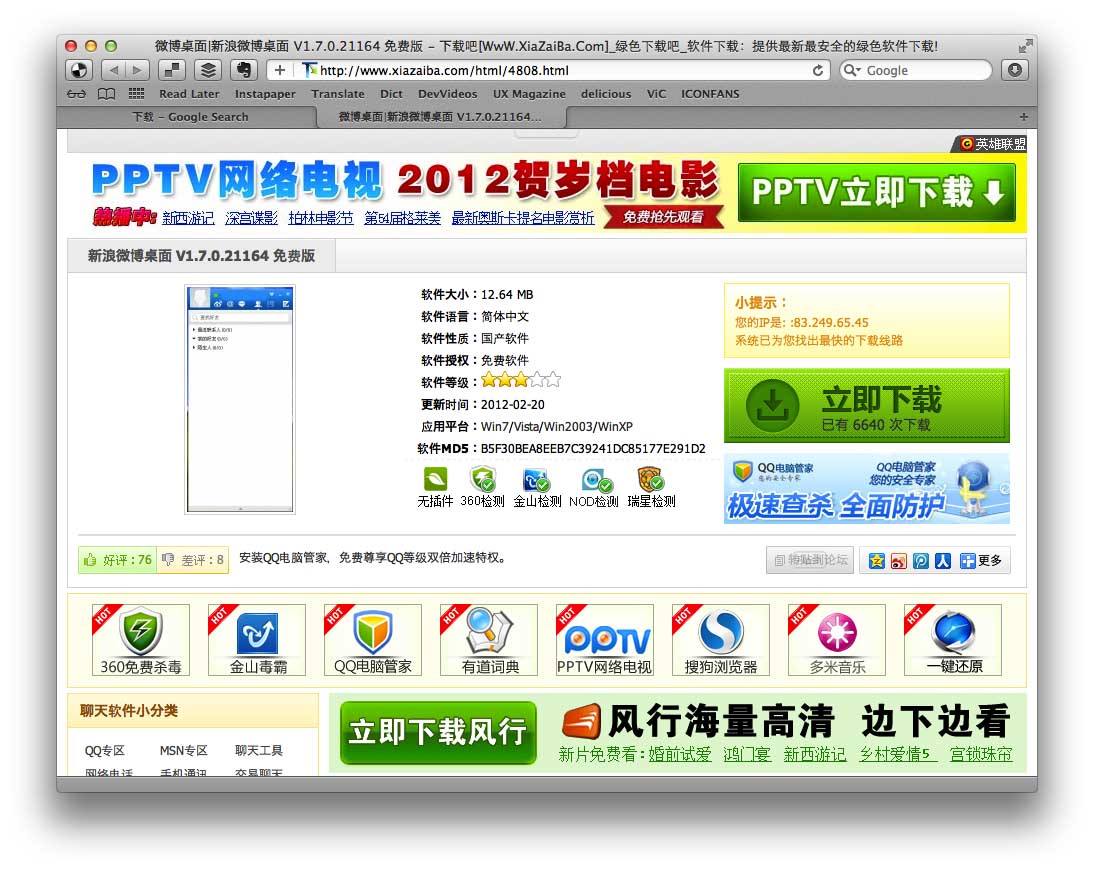 微博桌面|新浪微博桌面 V1.7.0.21164 免费版 – 下载吧[WwW.XiaZaiBa.Com]_绿色下载吧_软件下载：提供最新最安全的绿色软件下载!
http://www.xiazaiba.com/html/4808.html
Google
Read Later Instapaper Translate Dict DevVideos UX Magazine delicious ViC ICONFANS
下载 – Google Search
微博桌面|新浪微博桌面 V1.7.0.21164...
英雄联盟
PPTV网络电视 2012贺岁档电影
PPTV立即下载
热播中: 新西游记 深宫谍影 柏林电影节 第54届格莱美 最新奥斯卡提名电影赏析 免费抢先观看
新浪微博桌面 V1.7.0.21164 免费版
软件大小：12.64 MB
软件语言：简体中文
软件性质：国产软件
软件授权：免费软件
软件等级：
更新时间：2012-02-20
应用平台：Win7/Vista/Win2003/WinXP
软件MD5：B5F30BEA8EEB7C39241DC85177E291D2
无插件 360检测 金山检测 NOD检测 瑞星检测
小提示：
您的IP是: :83.249.65.45
系统已为您找出最快的下载线路
立即下载
已有 6640 次下载
QQ电脑管家
您的安全专家
QQ电脑管家
您的安全专家
极速查杀 全面防护
好评：76 差评：8 安装QQ电脑管家，免费尊享QQ等级双倍加速特权。
转贴到论坛 更多
HOT HOT HOT HOT HOT HOT HOT HOT
PPTV
360免费杀毒 金山毒霸 QQ电脑管家 有道词典 PPTV网络电视 搜狗浏览器 多米音乐 一键还原
聊天软件小分类
QQ专区 MSN专区 聊天工具
网络电话 手机通讯 交易聊天
立即下载风行
风行海量高清 边下边看
新片免费看：婚前试爱 鸿门宴 新西游记 乡村爱情5 宫锁珠帘